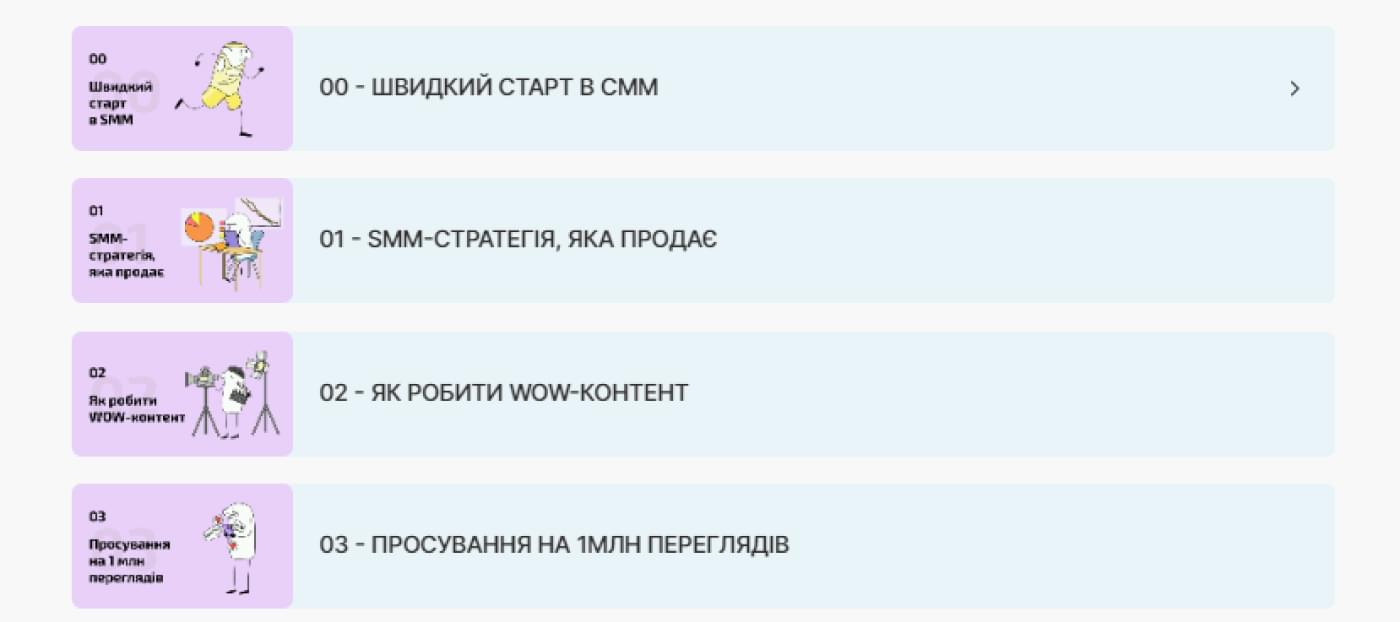 00
Швидкий
старт
в SMM
00 - ШВИДКИЙ СТАРТ В СММ
01
SMM-
стратегія,
яка продає
01 - SMM-СТРАТЕГІЯ, ЯКА ПРОДАЄ
02
Як робити
WOW-контент
02 - ЯК РОБИТИ WOW-КОНТЕНТ
03
Просування
на 1 млн
переглядів
03 - ПРОСУВАННЯ НА 1МЛН ПЕРЕГЛЯДІВ